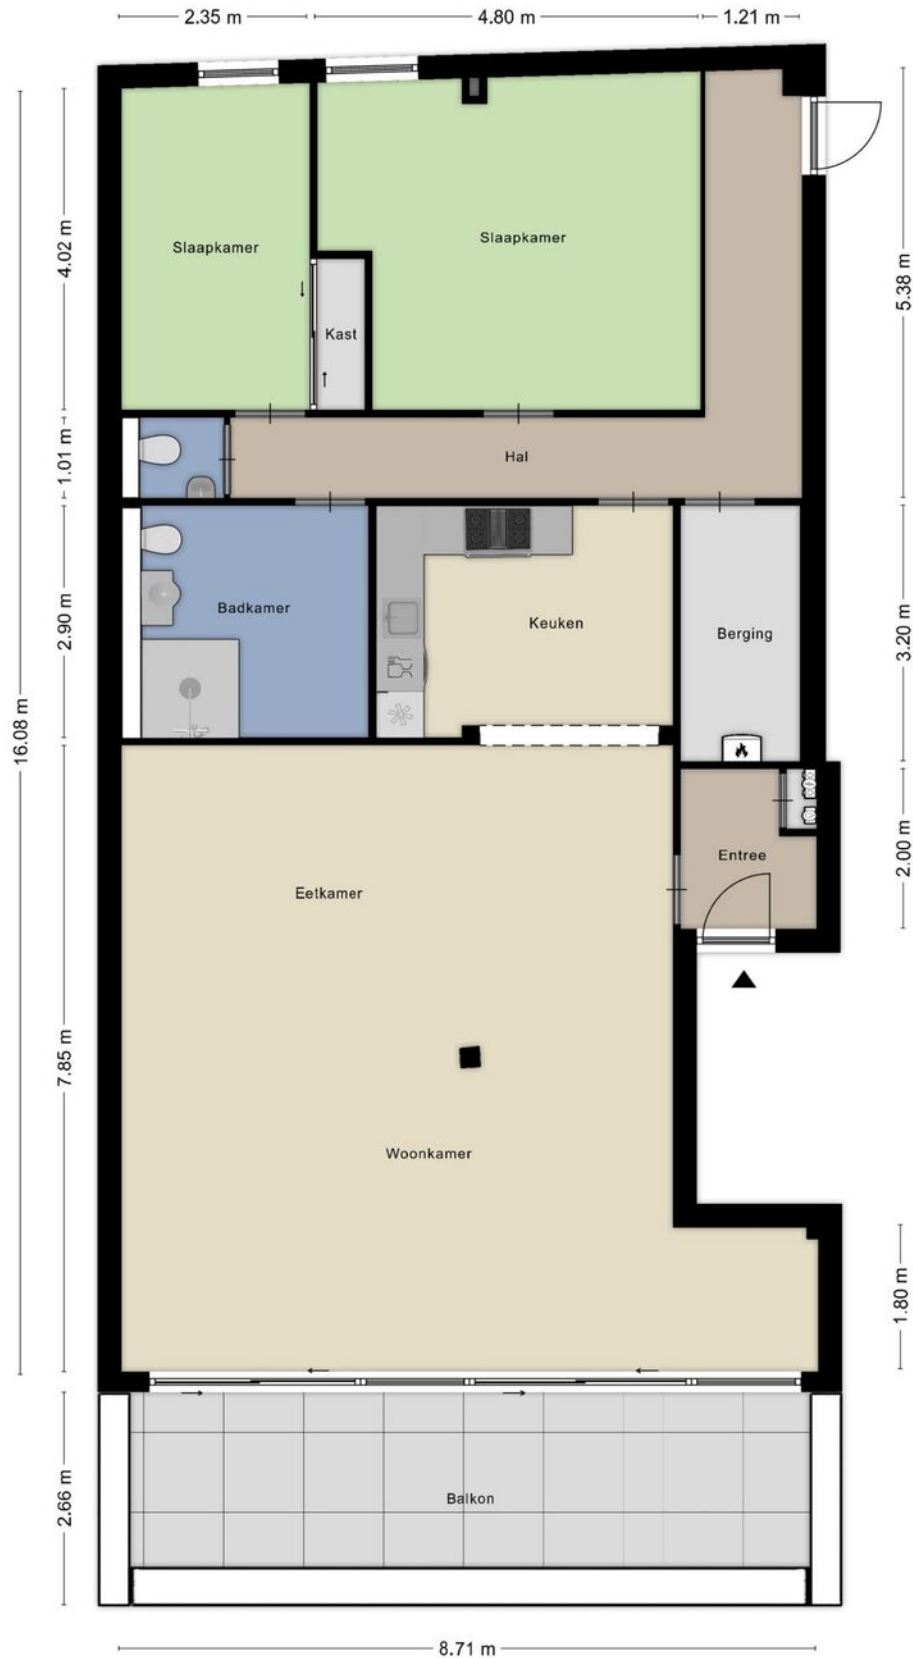 2.35 m
4.80 m
1.21 m
4.02 m
5.38 m
Slaapkamer
Slaapkamer
Kast
1.01 m
Hal
16.08 m
2.90 m
3.20 m
Badkamer
Keuken
Berging
2.00 m
Entree
Eetkamer
7.85 m
Woonkamer
1.80 m
2.66 m
Balkon
8.71 m